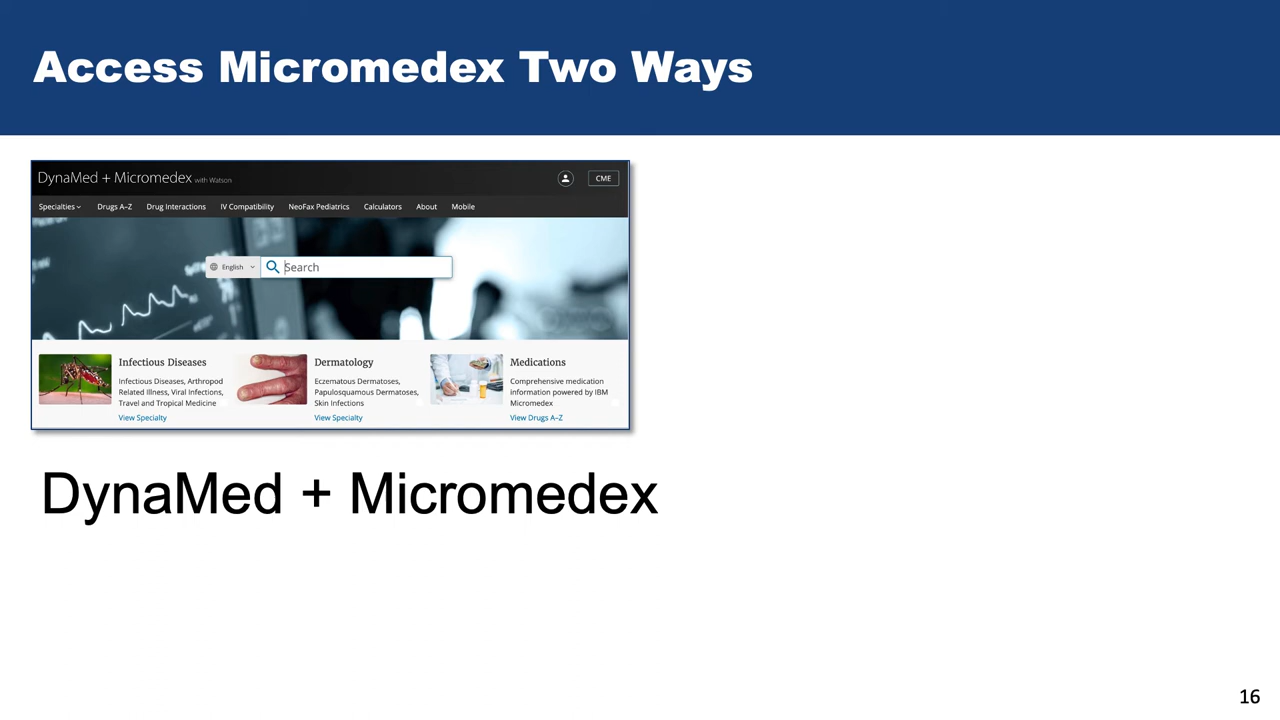 Access Micromedex Two Ways
DynaMed + Micromedex with Watson
CME
Specialties Drugs A–Z Drug Interactions IV Compatibility NeoFax Pediatrics Calculators About Mobile
English Search
Infectious Diseases
Infectious Diseases, Arthropod
Related Illness, Viral Infections,
Travel and Tropical Medicine
View Specialty
Dermatology
Eczematous Dermatoses,
Papulosquamous Dermatoses,
Skin Infections
View Specialty
Medications
Comprehensive medication
information powered by IBM
Micromedex
View Drugs A–Z
DynaMed + Micromedex
16